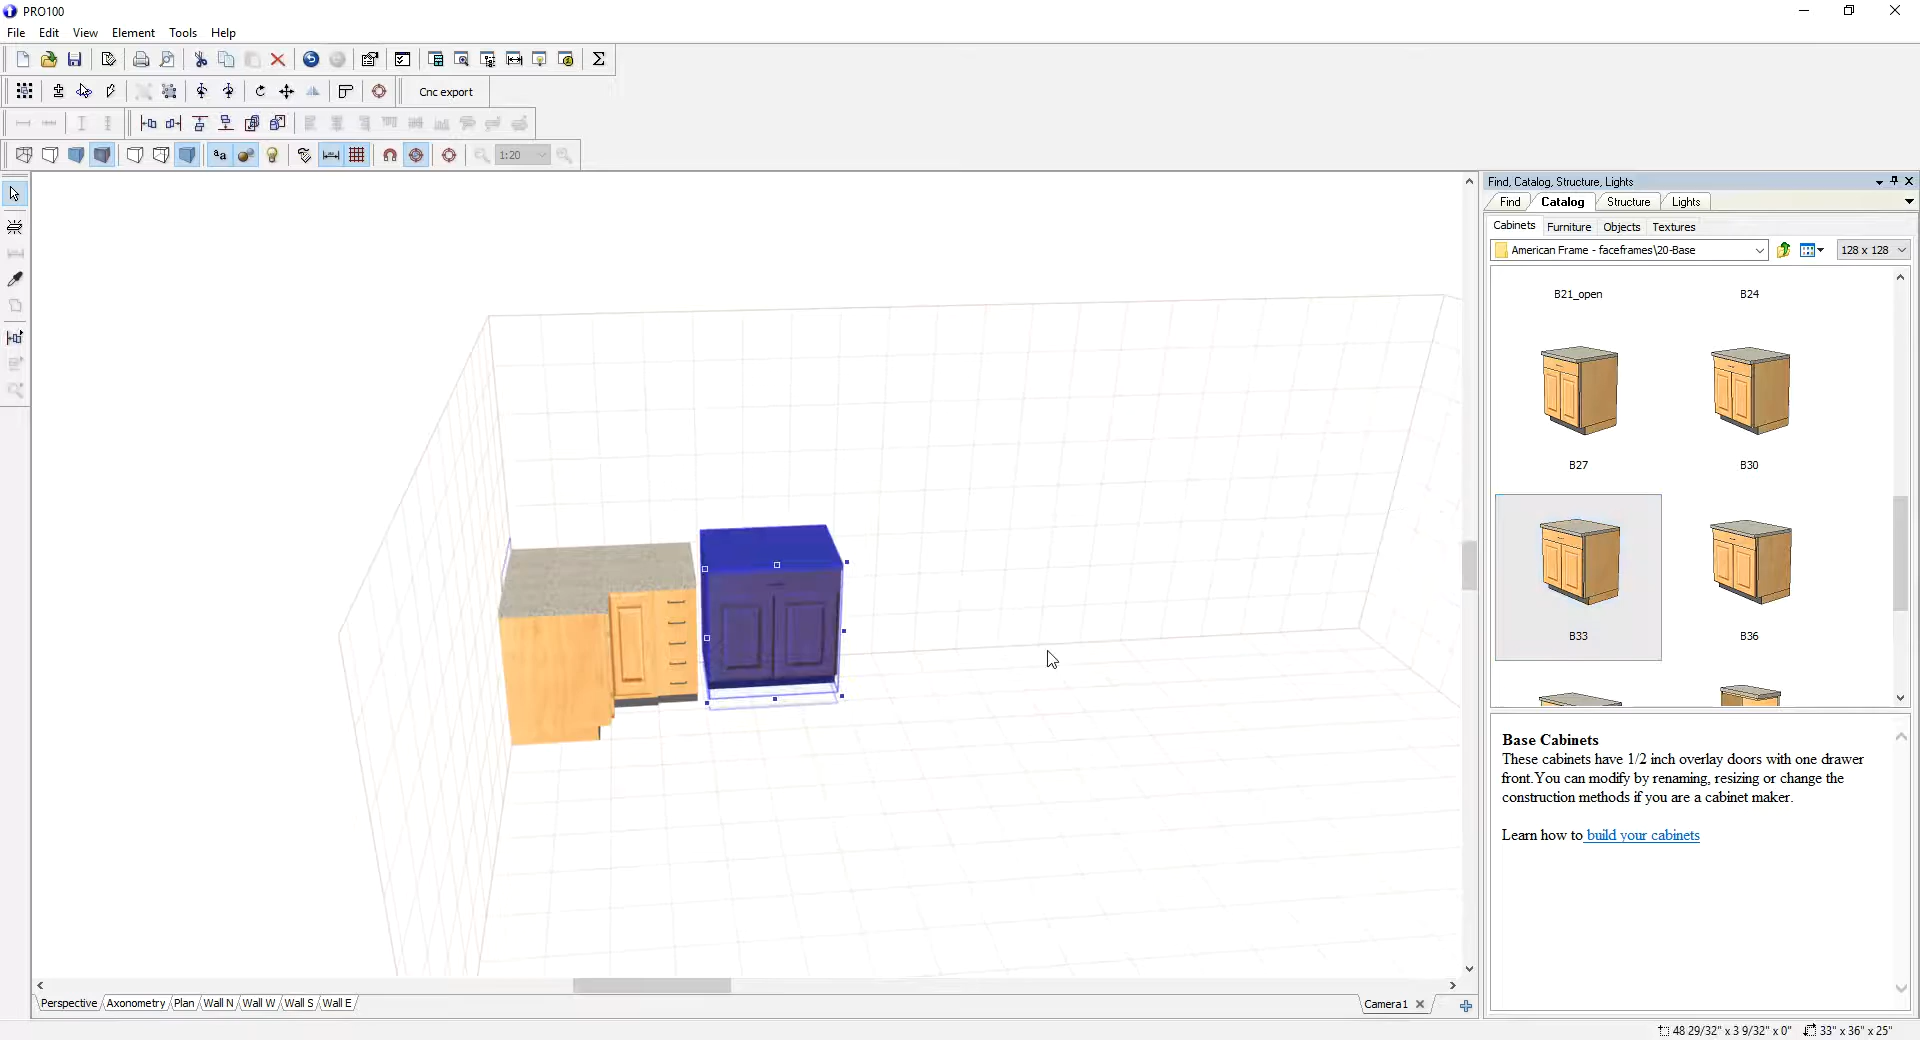 PRO100
File Edit View Element Tools Help
Cnc export
aa 1:20
Find, Catalog, Structure, Lights
Find Catalog Structure Lights
Cabinets Furniture Objects Textures
American Frame - faceframes\20-Base 128 x 128
B21_open B24
B27 B30
B33 B36
Base Cabinets
These cabinets have 1/2 inch overlay doors with one drawer
front.You can modify by renaming, resizing or change the
construction methods if you are a cabinet maker.
Learn how to build your cabinets
Perspective Axonometry Plan Wall N Wall W Wall S Wall E Camera1
48 29/32" x 3 9/32" x 0" 33" x 36" x 25"